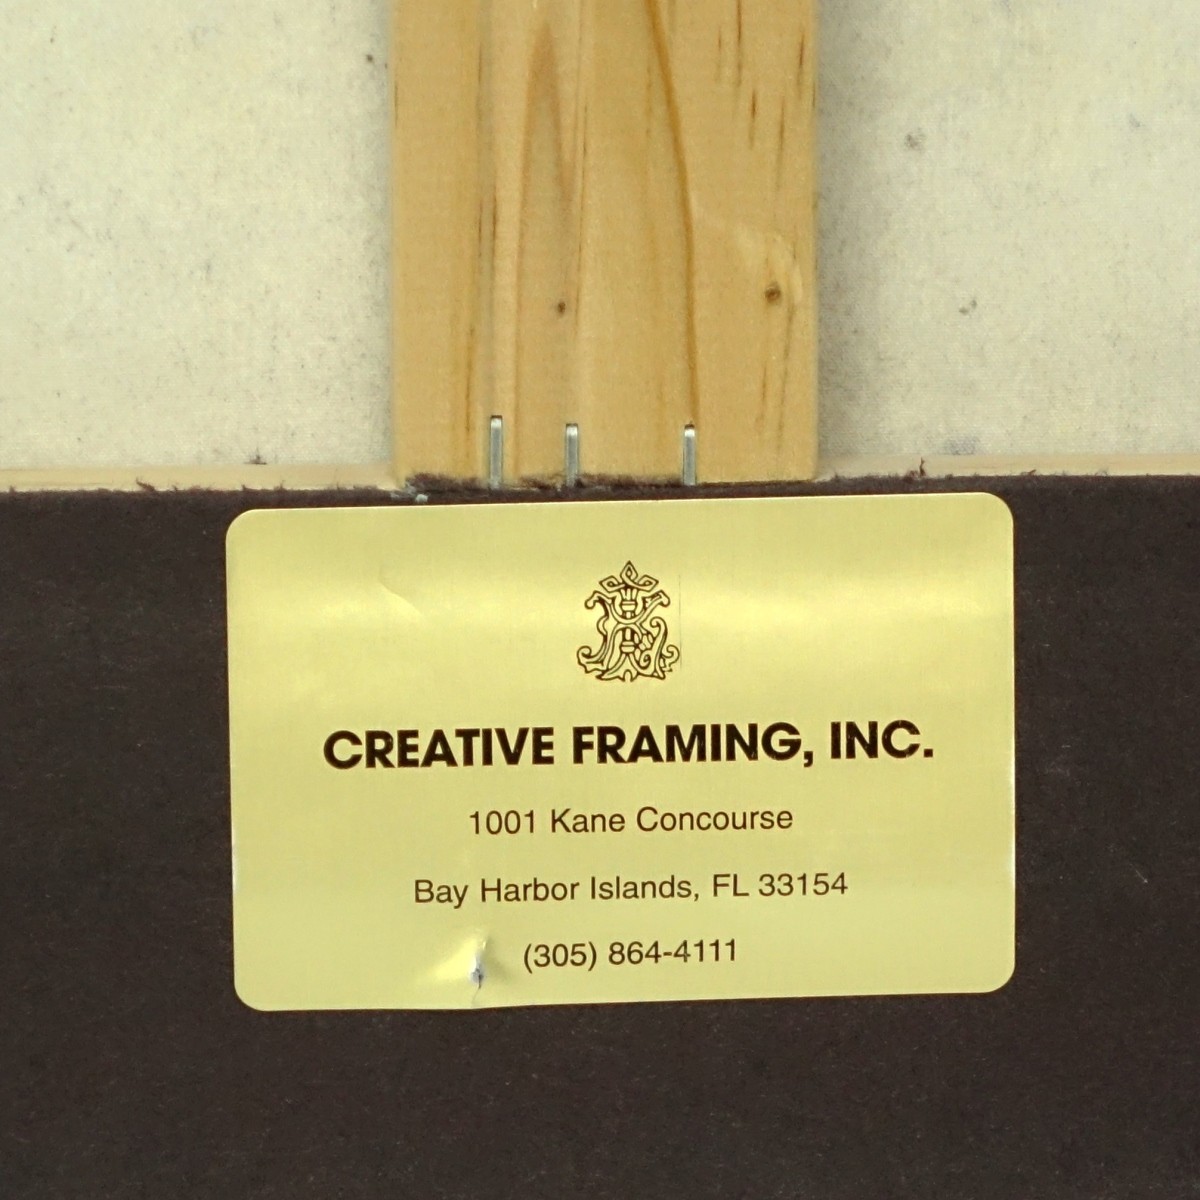 CREATIVE FRAMING, INC.
1001 Kane Concourse
Bay Harbor Islands, FL 33154
(305) 864-4111